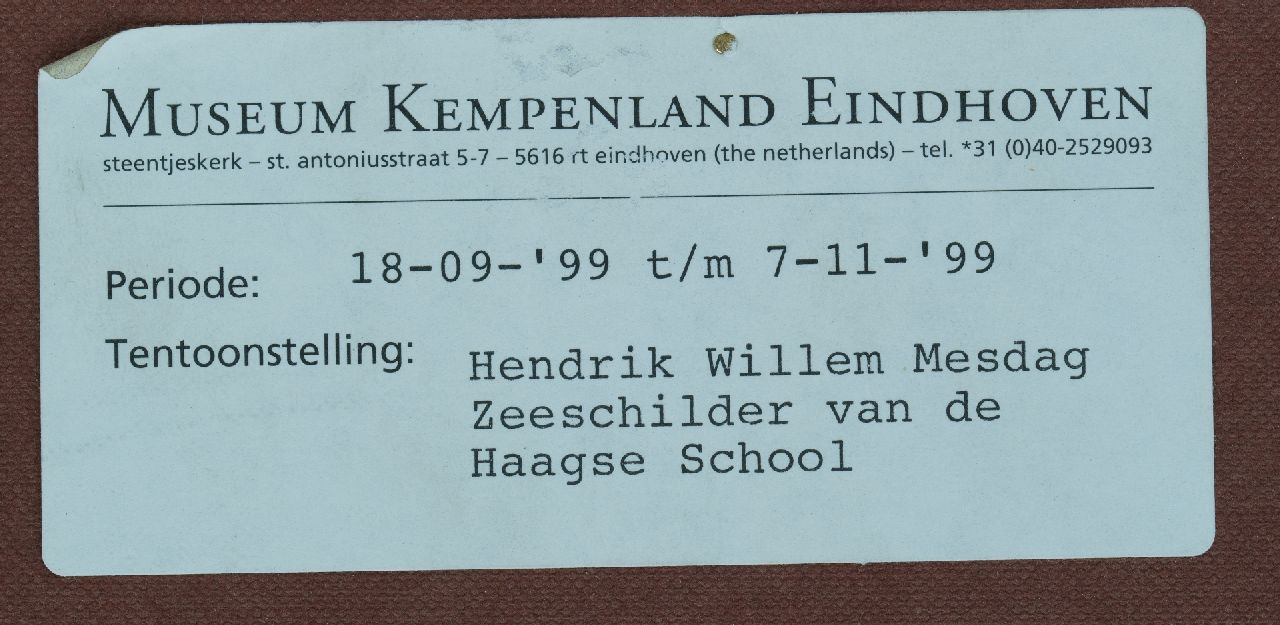 MUSEUM KEMPENLAND EINDHOVEN
steentjeskerk – st. antoniusstraat 5-7 – 5616 rt eindhoven (the netherlands) – tel. *31 (0)40-2529093
Periode: 18-09-'99 t/m 7-11-'99
Tentoonstelling: Hendrik Willem Mesdag
Zeeschilder van de
Haagse School